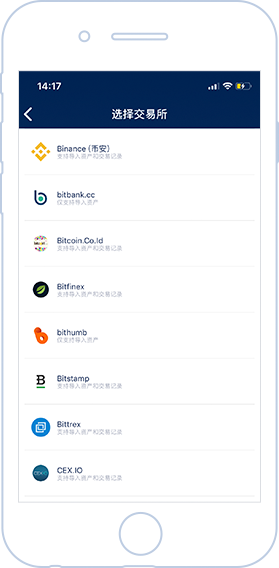 14:17
选择交易所
Binance (币安)
支持导入资产和交易记录
bitbank.cc
仅支持导入资产
Bitcoin.Co.Id
支持导入资产和交易记录
Bitfinex
支持导入资产和交易记录
bithumb
仅支持导入资产
Bitstamp
支持导入资产和交易记录
Bittrex
支持导入资产和交易记录
CEX.IO
CEX.IO
支持导入资产和交易记录